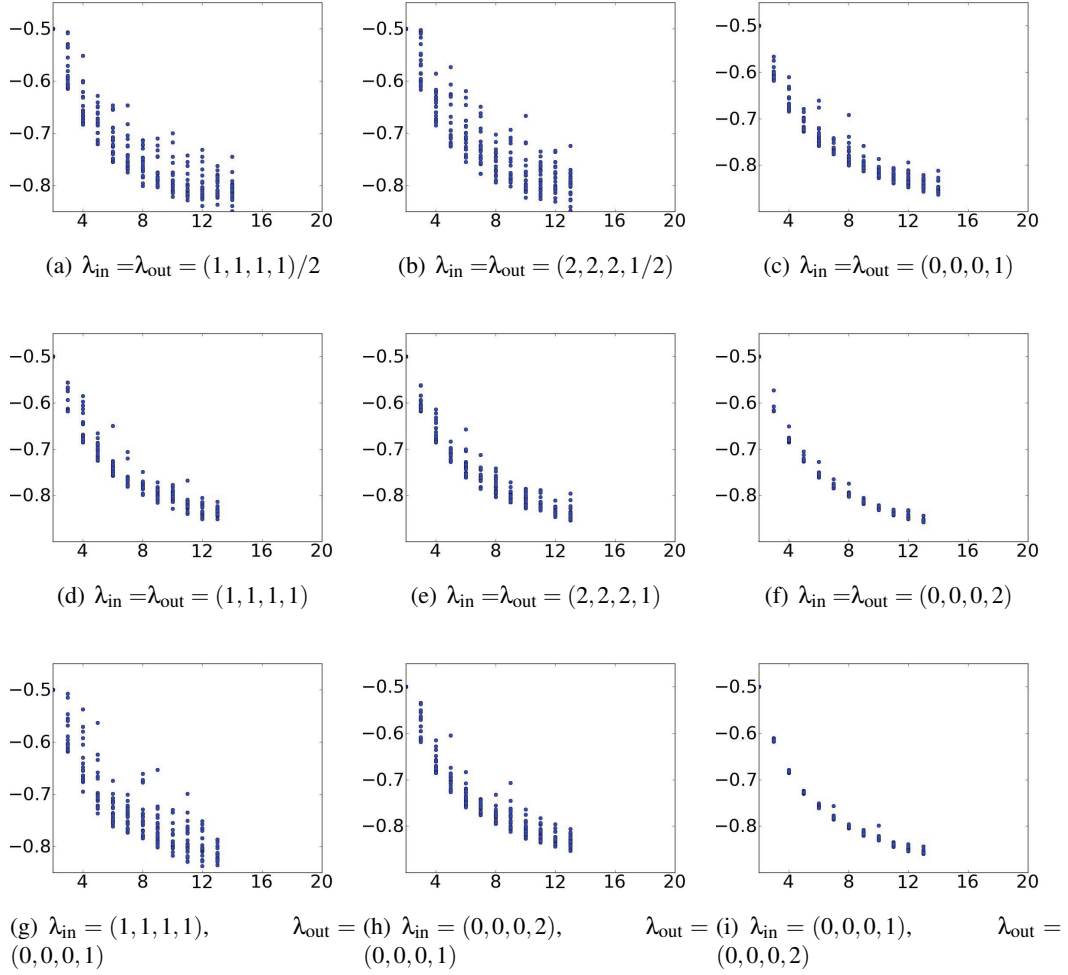 −0.5 −0.5 −0.5
−0.6 −0.6 −0.6
−0.7 −0.7 −0.7
−0.8 −0.8 −0.8
4 8 12 16 20 4 8 12 16 20 4 8 12 16 20
(a) λin =λout = (1,1,1,1)/2 (b) λin =λout = (2,2,2,1/2) (c) λin =λout = (0,0,0,1)
−0.5 −0.5 −0.5
−0.6 −0.6 −0.6
−0.7 −0.7 −0.7
−0.8 −0.8 −0.8
4 8 12 16 20 4 8 12 16 20 4 8 12 16 20
(d) λin =λout = (1,1,1,1) (e) λin =λout = (2,2,2,1) (f) λin =λout = (0,0,0,2)
−0.5 −0.5 −0.5
−0.6 −0.6 −0.6
−0.7 −0.7 −0.7
−0.8 −0.8 −0.8
4 8 12 16 20 4 8 12 16 20 4 8 12 16 20
(g) λin = (1,1,1,1), λout = (h) λin = (0,0,0,2), λout = (i) λin = (0,0,0,1), λout =
(0,0,0,1) (0,0,0,1) (0,0,0,2)